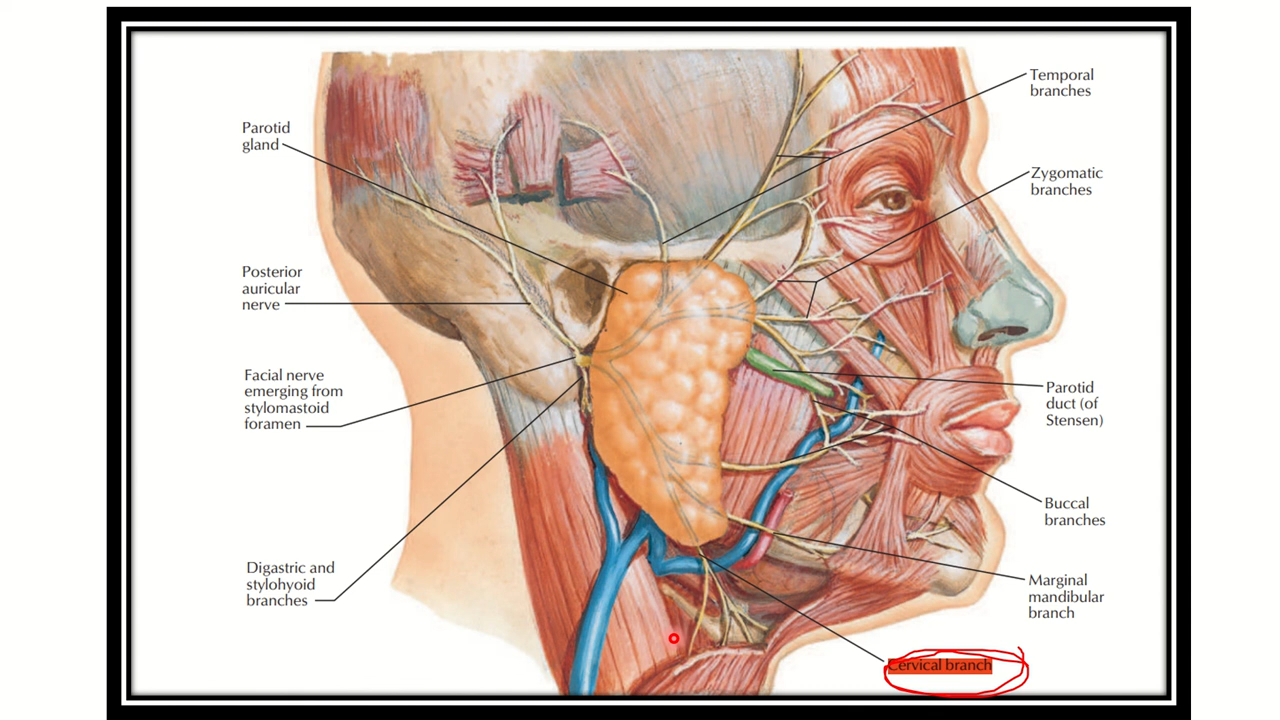 Parotid
gland
Posterior
auricular
nerve
Facial nerve
emerging from
stylomastoid
foramen
Digastric and
stylohyoid
branches
Temporal
branches
Zygomatic
branches
Parotid
duct (of
Stensen)
Buccal
branches
Marginal
mandibular
branch
Cervical branch